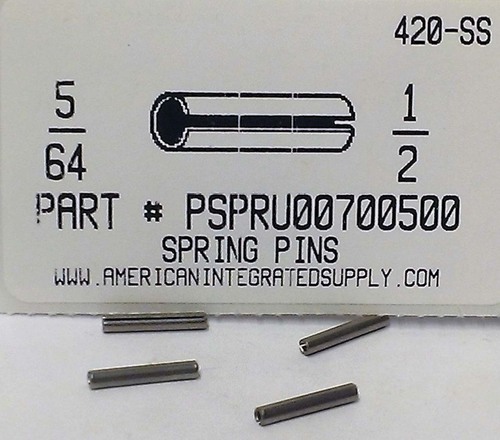 420-SS
5
64
1
2
PART # PSPRU00700500
SPRING PINS
WWW.AMERICANINTEGRATEDSUPPLY.COM